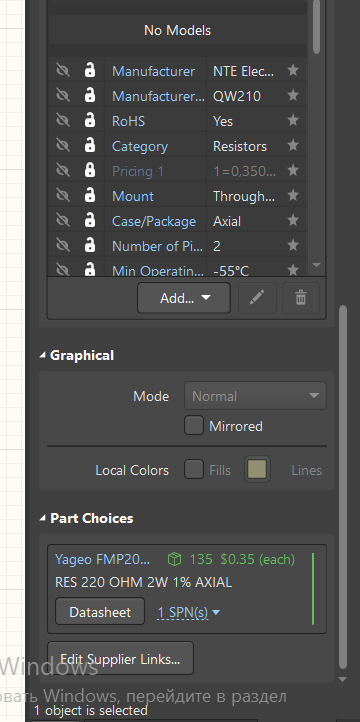 No Models
Manufacturer NTE Elec...
Manufacturer... QW210
RoHS Yes
Category Resistors
Pricing 1 1=0,350...
Mount Through...
Case/Package Axial
Number of Pi... 2
Min Operatin... -55°C
Add...
Graphical
Mode Normal
Mirrored
Local Colors Fills Lines
Part Choices
Yageo FMP20... 135 $0.35 (each)
RES 220 OHM 2W 1% AXIAL
Datasheet 1 SPN(s)
Edit Supplier Links...
Windows
овать Windows, перейдите в раздел
1 object is selected